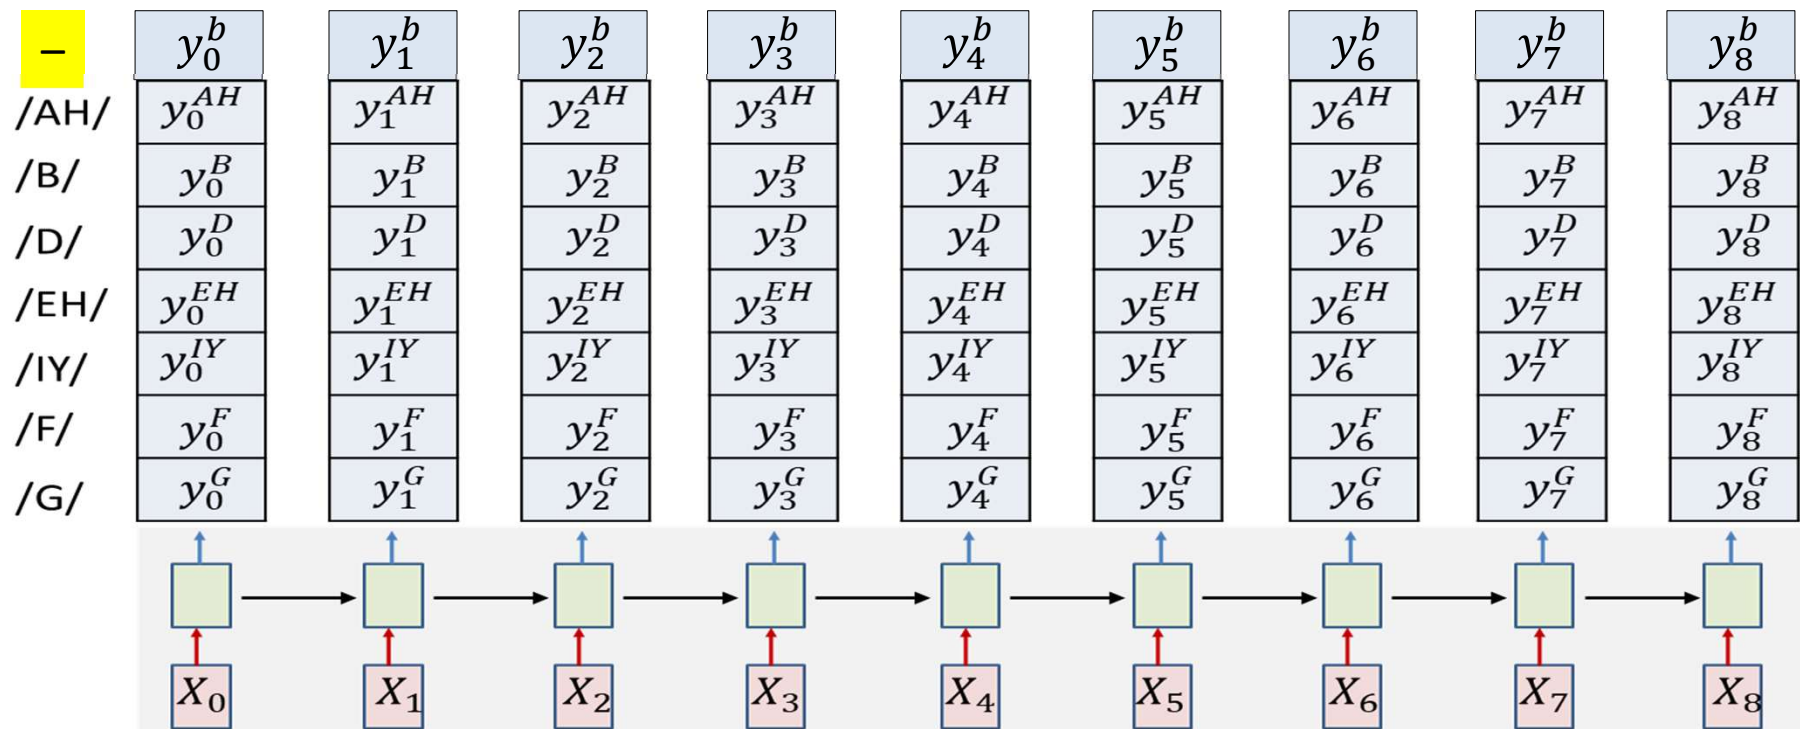 – y_0^b y_1^b y_2^b y_3^b y_4^b y_5^b y_6^b y_7^b y_8^b
/AH/ y_0^{AH} y_1^{AH} y_2^{AH} y_3^{AH} y_4^{AH} y_5^{AH} y_6^{AH} y_7^{AH} y_8^{AH}
/B/ y_0^B y_1^B y_2^B y_3^B y_4^B y_5^B y_6^B y_7^B y_8^B
/D/ y_0^D y_1^D y_2^D y_3^D y_4^D y_5^D y_6^D y_7^D y_8^D
/EH/ y_0^{EH} y_1^{EH} y_2^{EH} y_3^{EH} y_4^{EH} y_5^{EH} y_6^{EH} y_7^{EH} y_8^{EH}
/IY/ y_0^{IY} y_1^{IY} y_2^{IY} y_3^{IY} y_4^{IY} y_5^{IY} y_6^{IY} y_7^{IY} y_8^{IY}
/F/ y_0^F y_1^F y_2^F y_3^F y_4^F y_5^F y_6^F y_7^F y_8^F
/G/ y_0^G y_1^G y_2^G y_3^G y_4^G y_5^G y_6^G y_7^G y_8^G
X_0 X_1 X_2 X_3 X_4 X_5 X_6 X_7 X_8